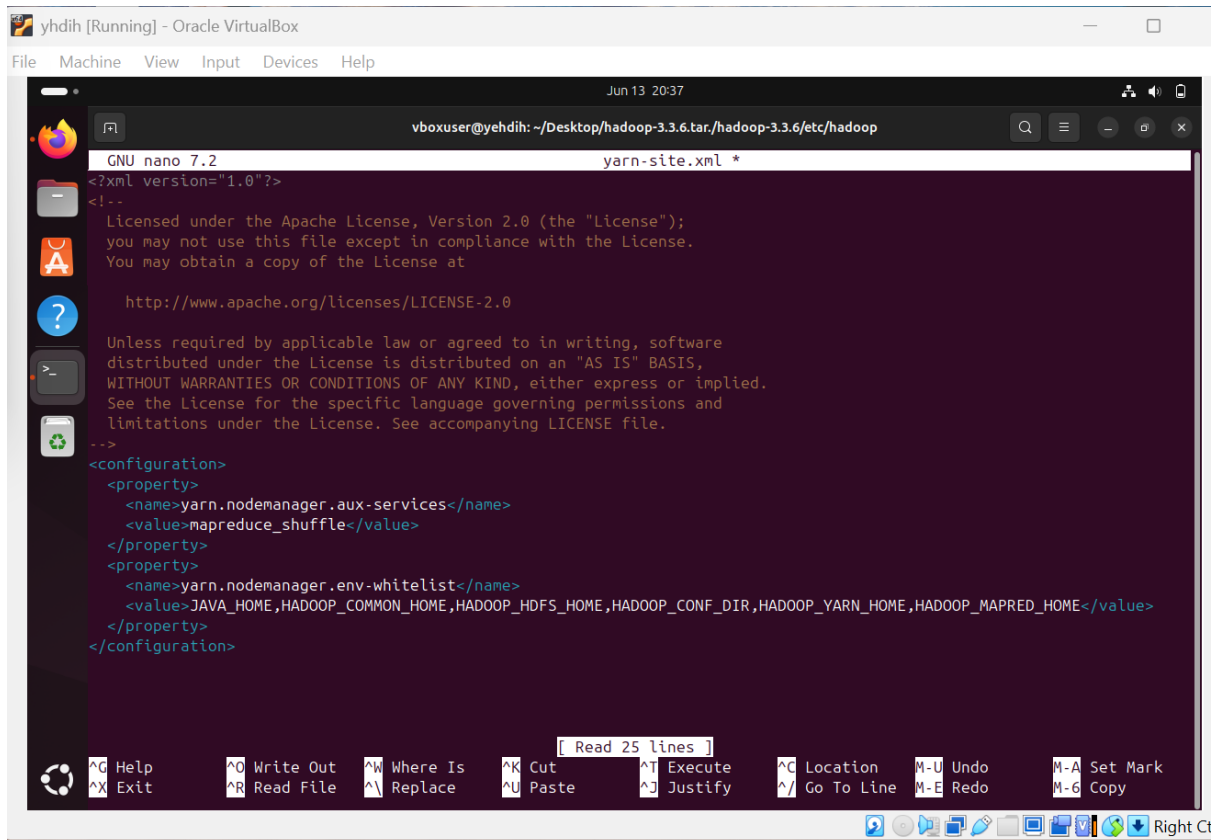 yhdih [Running] - Oracle VirtualBox
File Machine View Input Devices Help
Jun 13 20:37
vboxuser@yehdih: ~/Desktop/hadoop-3.3.6.tar./hadoop-3.3.6/etc/hadoop
GNU nano 7.2 yarn-site.xml *
<?xml version="1.0"?>
<!--
Licensed under the Apache License, Version 2.0 (the "License");
you may not use this file except in compliance with the License.
You may obtain a copy of the License at
http://www.apache.org/licenses/LICENSE-2.0
Unless required by applicable law or agreed to in writing, software
distributed under the License is distributed on an "AS IS" BASIS,
WITHOUT WARRANTIES OR CONDITIONS OF ANY KIND, either express or implied.
See the License for the specific language governing permissions and
limitations under the License. See accompanying LICENSE file.
-->
<configuration>
<property>
<name>yarn.nodemanager.aux-services</name>
<value>mapreduce_shuffle</value>
</property>
<property>
<name>yarn.nodemanager.env-whitelist</name>
<value>JAVA_HOME,HADOOP_COMMON_HOME,HADOOP_HDFS_HOME,HADOOP_CONF_DIR,HADOOP_YARN_HOME,HADOOP_MAPRED_HOME</value>
</property>
</configuration>
[ Read 25 lines ]
^G Help ^O Write Out ^W Where Is ^K Cut ^T Execute ^C Location M-U Undo M-A Set Mark
^X Exit ^R Read File ^\ Replace ^U Paste ^J Justify ^/ Go To Line M-E Redo M-6 Copy
Right Ct